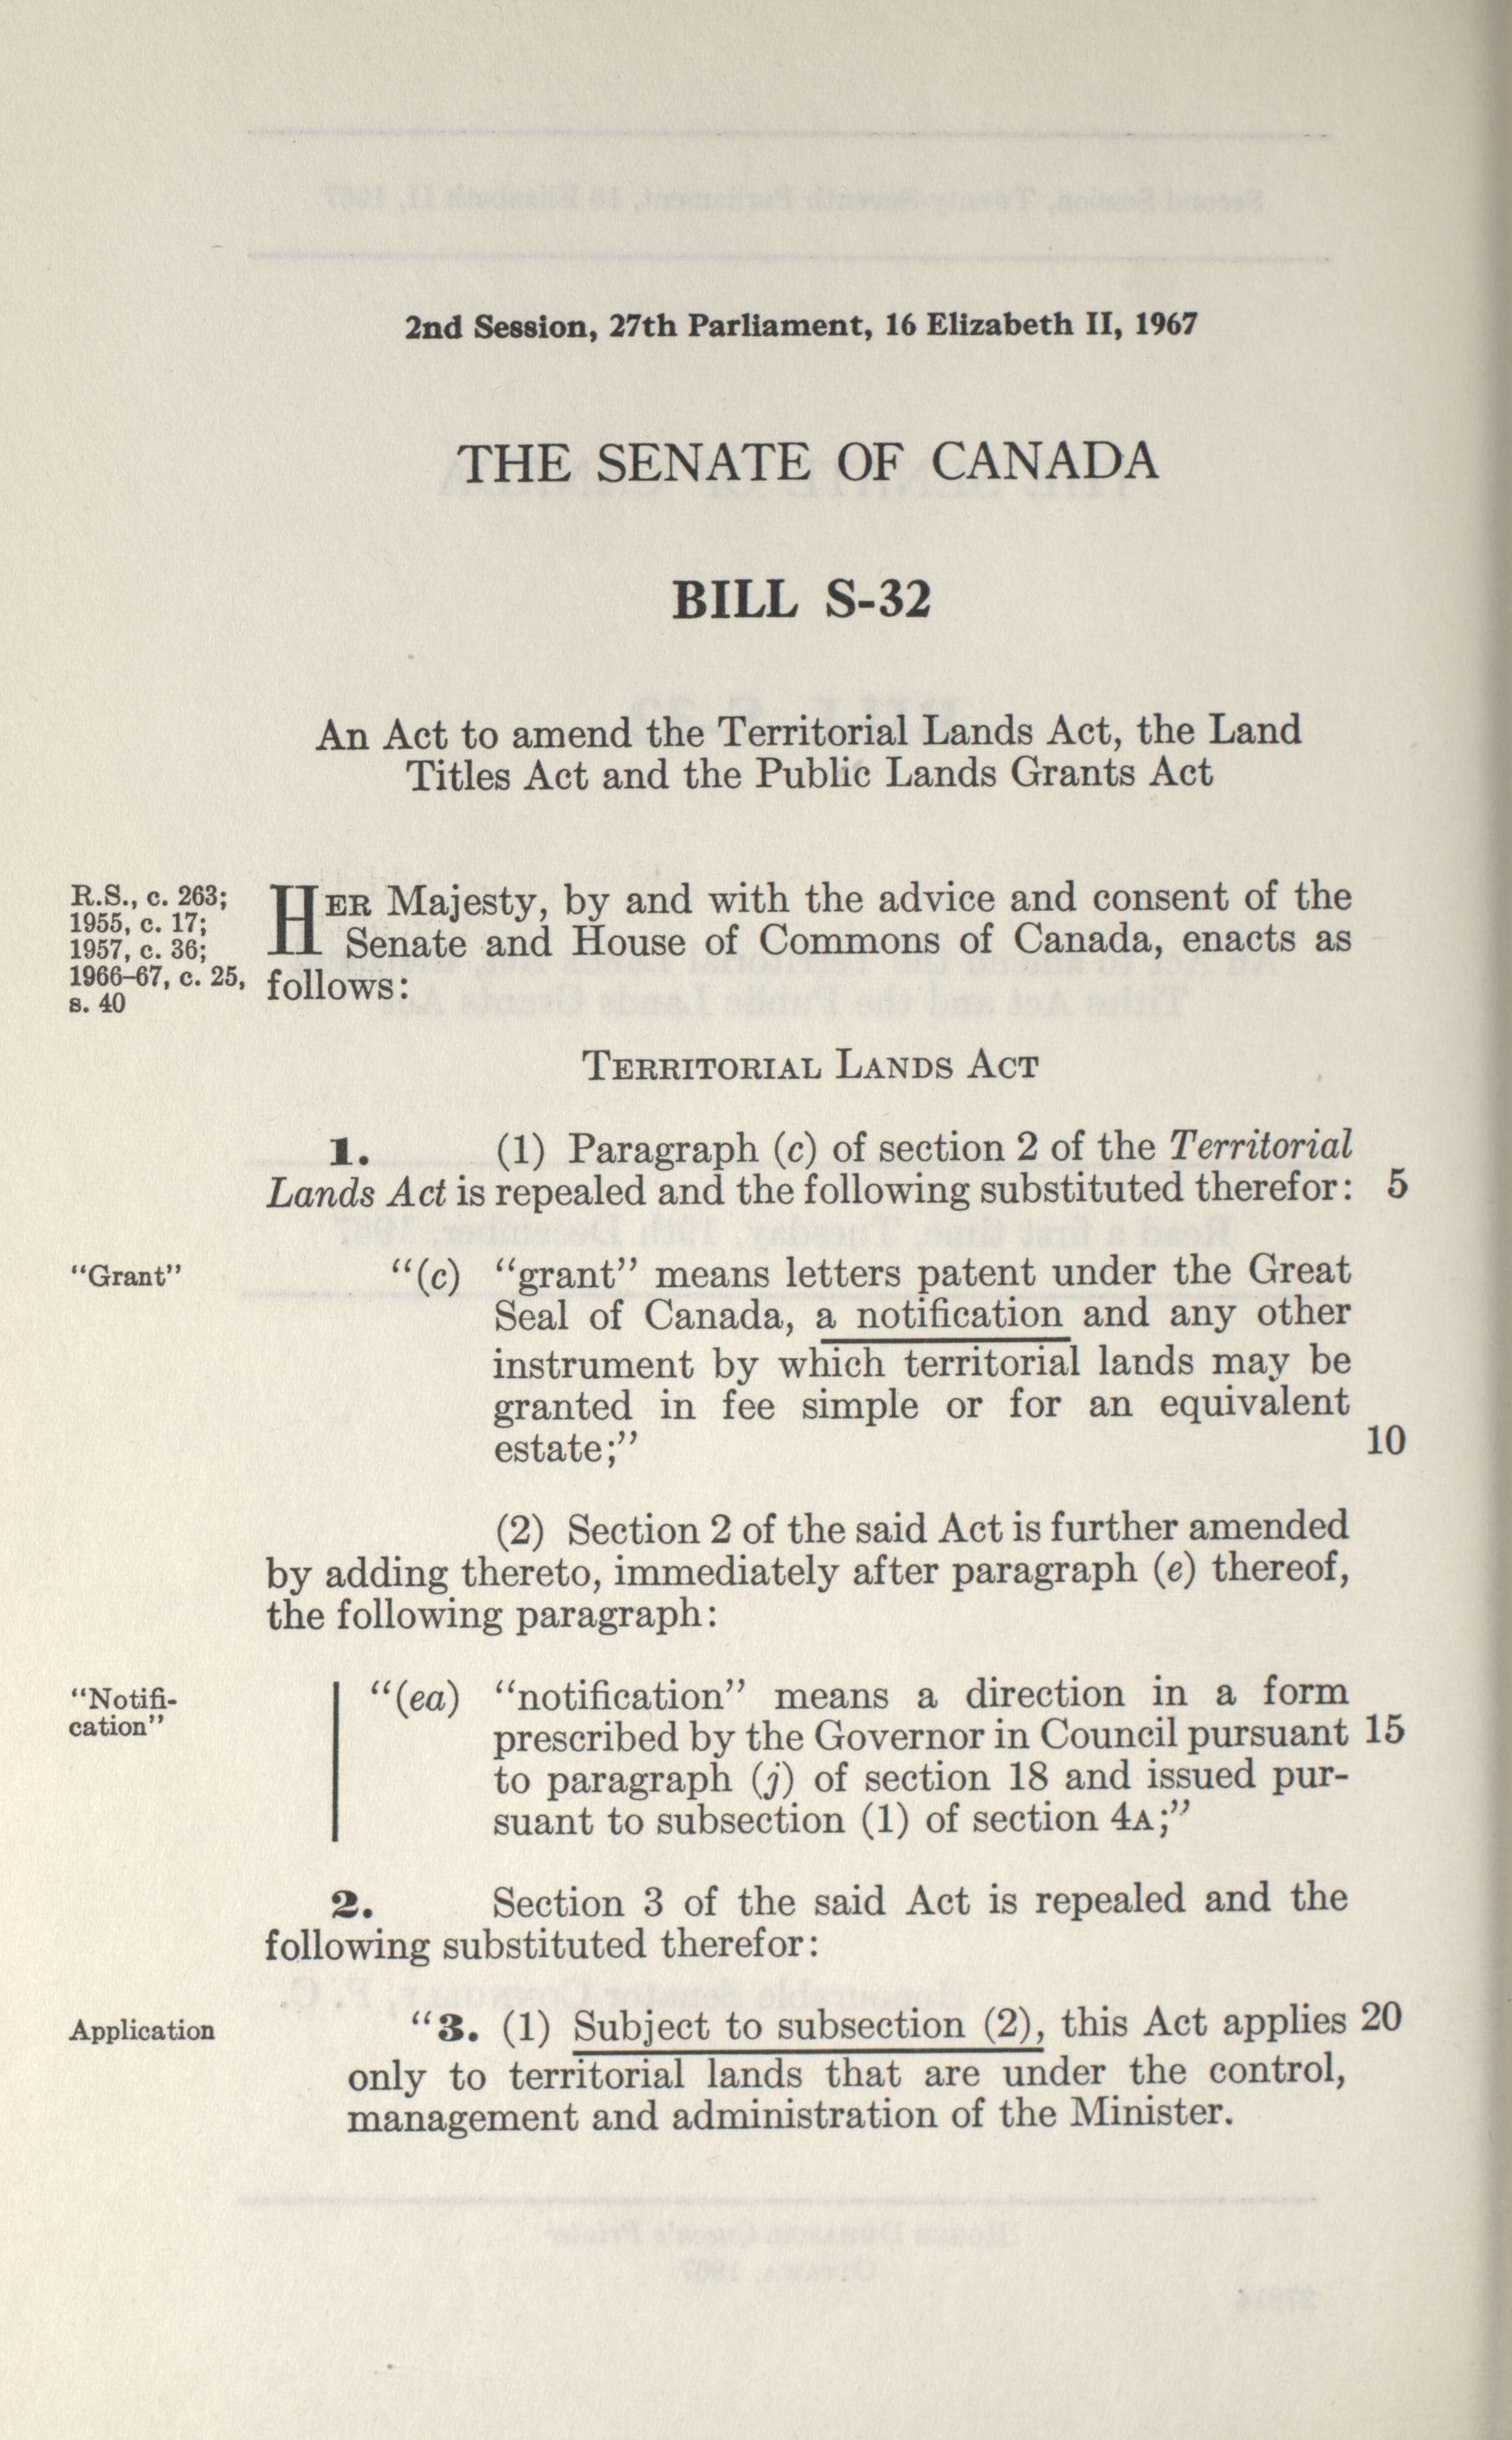 2nd Session, 27th Parliament, 16 Elizabeth II, 1967
THE SENATE OF CANADA
BILL S-32
An Act to amend the Territorial Lands Act, the Land
Titles Act and the Public Lands Grants Act
R.S., c. 263;
1955, c. 17;
1957, c. 36;
1966–67, c. 25,
s. 40
HER Majesty, by and with the advice and consent of the
Senate and House of Commons of Canada, enacts as
follows:
TERRITORIAL LANDS ACT
1. (1) Paragraph (c) of section 2 of the Territorial
Lands Act is repealed and the following substituted therefor: 5
“Grant”
“(c) “grant” means letters patent under the Great
Seal of Canada, a notification and any other
instrument by which territorial lands may be
granted in fee simple or for an equivalent
estate;” 10
(2) Section 2 of the said Act is further amended
by adding thereto, immediately after paragraph (e) thereof,
the following paragraph:
“Notifi-
cation”
“(ea) “notification” means a direction in a form
prescribed by the Governor in Council pursuant 15
to paragraph (j) of section 18 and issued pur-
suant to subsection (1) of section 4A;”
2. Section 3 of the said Act is repealed and the
following substituted therefor:
Application
“3. (1) Subject to subsection (2), this Act applies 20
only to territorial lands that are under the control,
management and administration of the Minister.